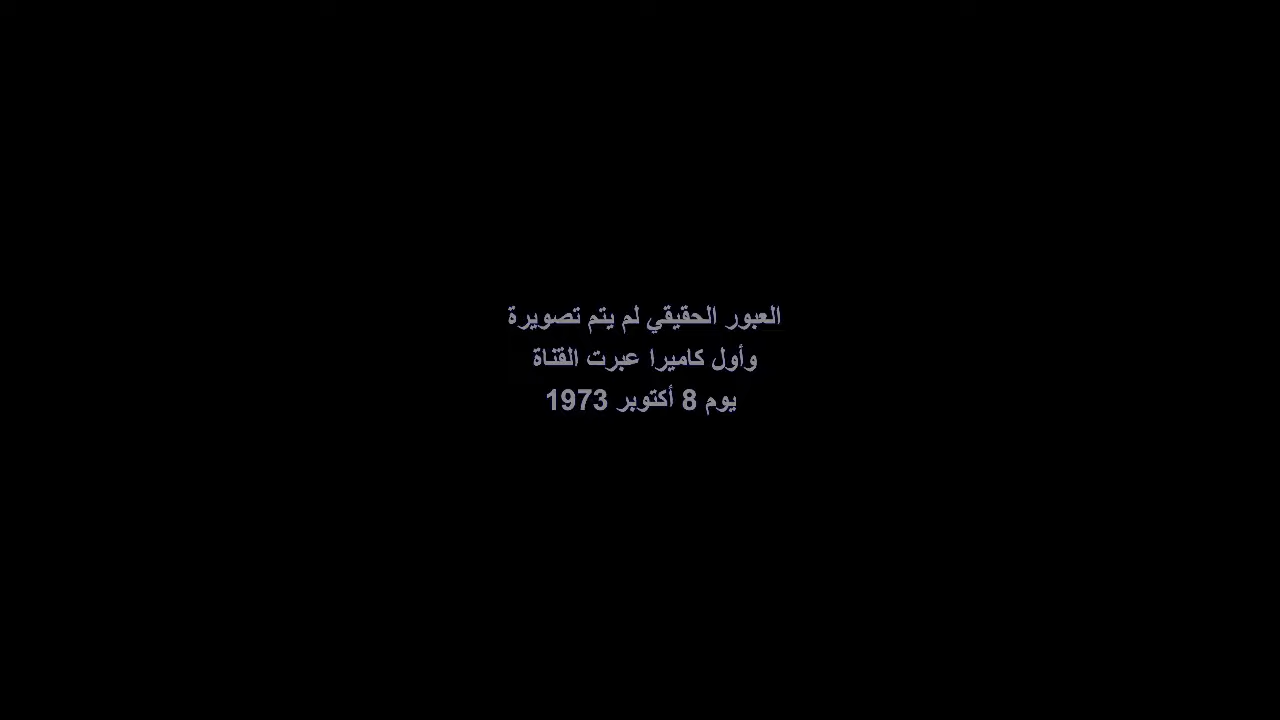 العبور الحقيقي لم يتم تصويرة
وأول كاميرا عبرت القناة
يوم 8 أكتوبر 1973